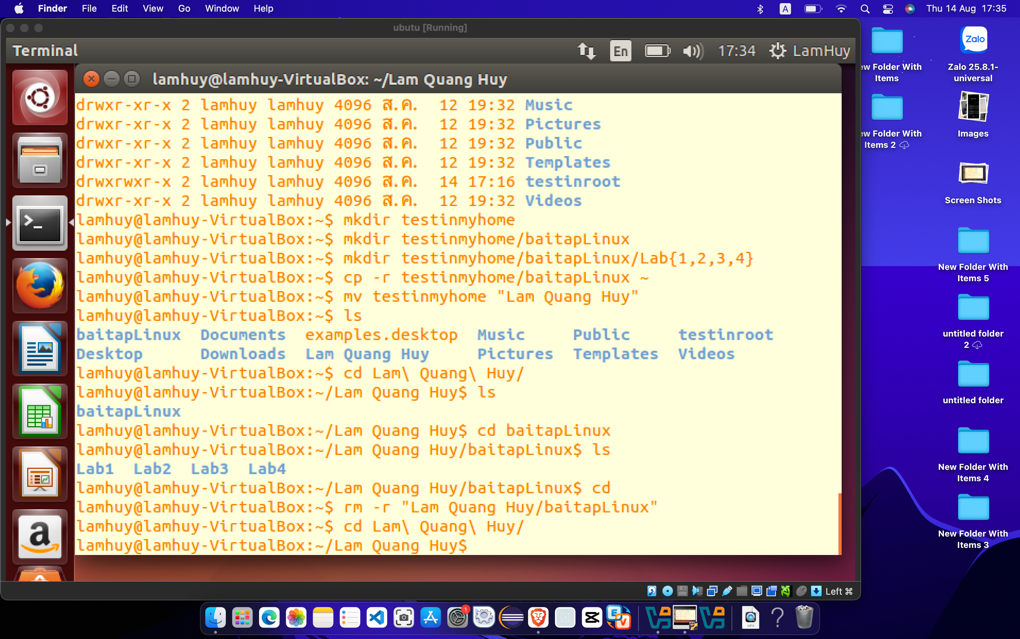 Finder File Edit View Go Window Help A Thu 14 Aug 17:35
ubutu [Running]
Terminal En 17:34 LamHuy
lamhuy@lamhuy-VirtualBox: ~/Lam Quang Huy
drwxr-xr-x 2 lamhuy lamhuy 4096 ส.ค. 12 19:32 Music
drwxr-xr-x 2 lamhuy lamhuy 4096 ส.ค. 12 19:32 Pictures
drwxr-xr-x 2 lamhuy lamhuy 4096 ส.ค. 12 19:32 Public
drwxr-xr-x 2 lamhuy lamhuy 4096 ส.ค. 12 19:32 Templates
drwxrwxr-x 2 lamhuy lamhuy 4096 ส.ค. 14 17:16 testinroot
drwxr-xr-x 2 lamhuy lamhuy 4096 ส.ค. 12 19:32 Videos
lamhuy@lamhuy-VirtualBox:~$ mkdir testinmyhome
lamhuy@lamhuy-VirtualBox:~$ mkdir testinmyhome/baitapLinux
lamhuy@lamhuy-VirtualBox:~$ mkdir testinmyhome/baitapLinux/Lab{1,2,3,4}
lamhuy@lamhuy-VirtualBox:~$ cp -r testinmyhome/baitapLinux ~
lamhuy@lamhuy-VirtualBox:~$ mv testinmyhome "Lam Quang Huy"
lamhuy@lamhuy-VirtualBox:~$ ls
baitapLinux Documents examples.desktop Music Public testinroot
Desktop Downloads Lam Quang Huy Pictures Templates Videos
lamhuy@lamhuy-VirtualBox:~$ cd Lam\ Quang\ Huy/
lamhuy@lamhuy-VirtualBox:~/Lam Quang Huy$ ls
baitapLinux
lamhuy@lamhuy-VirtualBox:~/Lam Quang Huy$ cd baitapLinux
lamhuy@lamhuy-VirtualBox:~/Lam Quang Huy/baitapLinux$ ls
Lab1 Lab2 Lab3 Lab4
lamhuy@lamhuy-VirtualBox:~/Lam Quang Huy/baitapLinux$ cd
lamhuy@lamhuy-VirtualBox:~$ rm -r "Lam Quang Huy/baitapLinux"
lamhuy@lamhuy-VirtualBox:~$ cd Lam\ Quang\ Huy/
lamhuy@lamhuy-VirtualBox:~/Lam Quang Huy$
Left ⌘
Zalo
ew Folder With
Items
Zalo 25.8.1-
universal
ew Folder With
Items 2
Images
Screen Shots
New Folder With
Items 5
untitled folder
2
untitled folder
New Folder With
Items 4
New Folder With
Items 3